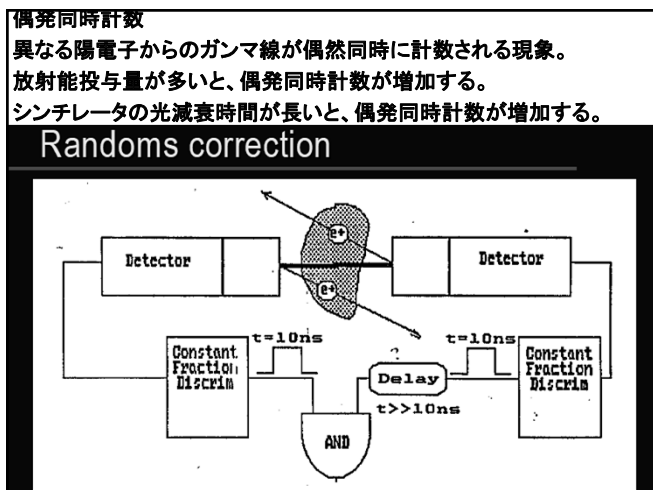 偶発同時計数
異なる陽電子からのガンマ線が偶然同時に計数される現象。
放射能投与量が多いと、偶発同時計数が増加する。
シンチレータの光減衰時間が長いと、偶発同時計数が増加する。
Randoms correction
e+
Detector
Detector
e+
t=10ns
t=10ns
Constant
Fraction
Discrim
?
Delay
Constant
Fraction
Discrim
t>>10ns
AND